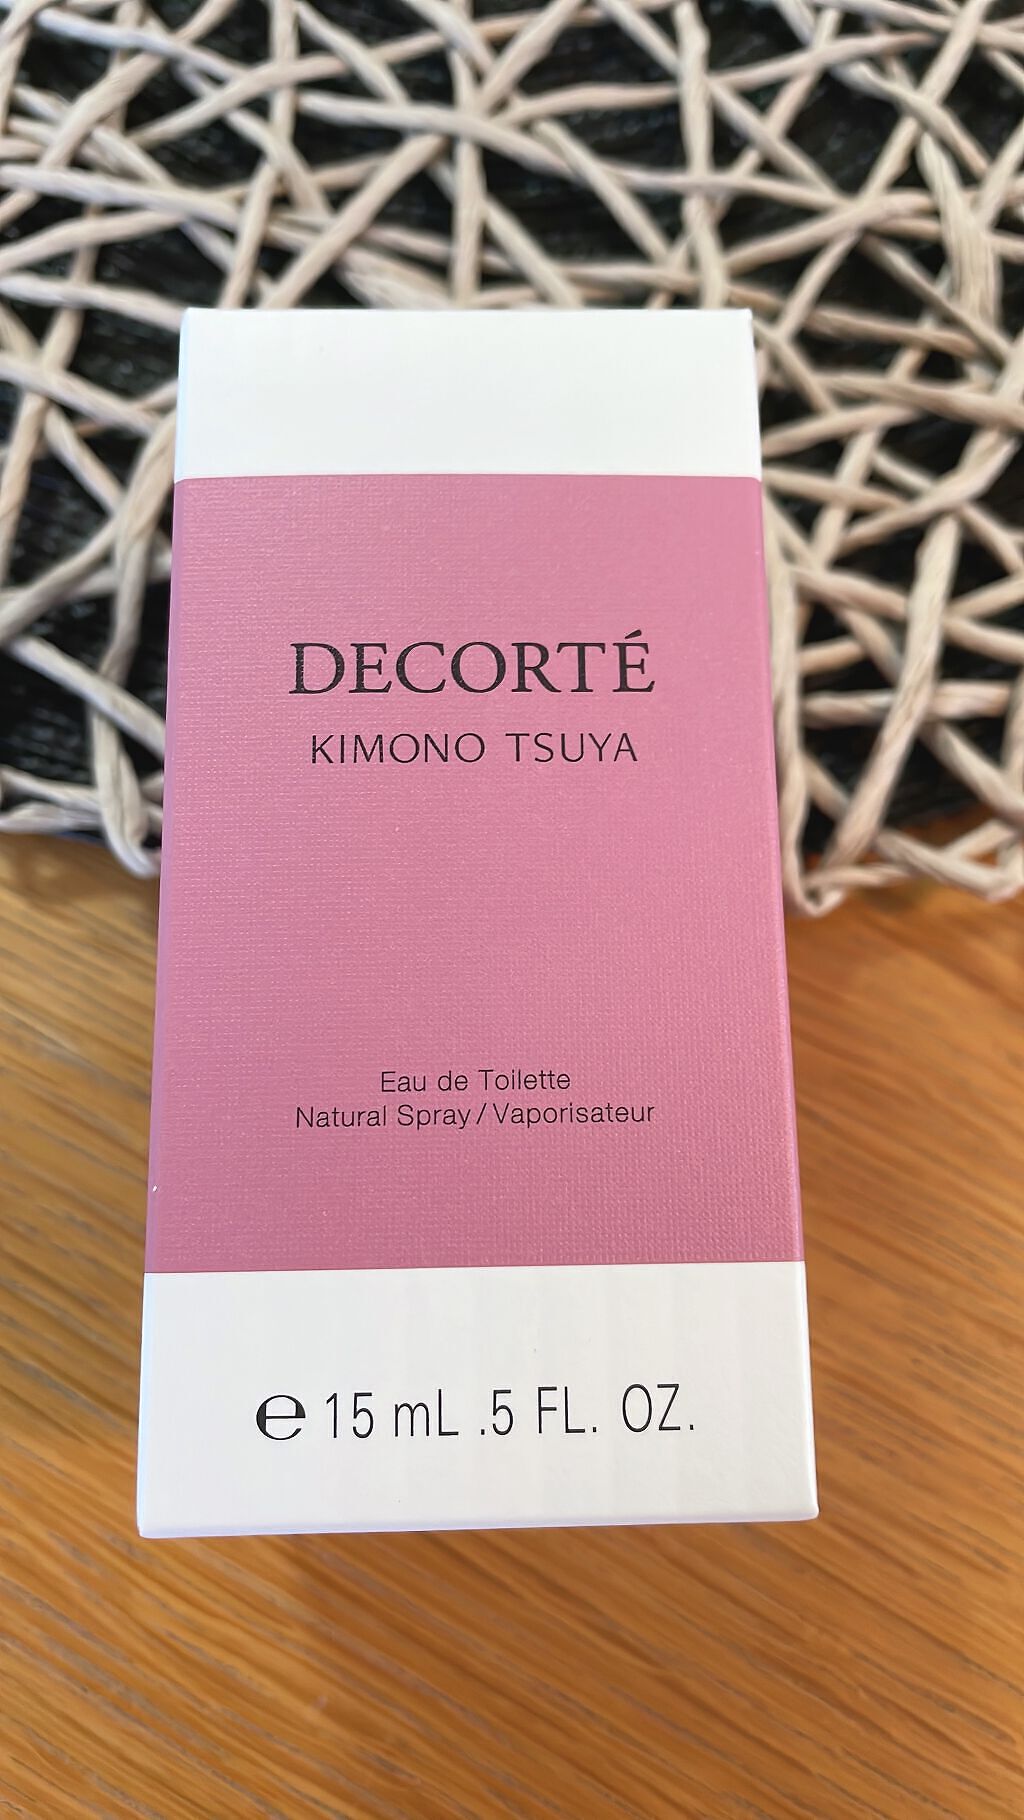 DECORTÉ
KIMONO TSUYA
Eau de Toilette
Natural Spray/Vaporisateur
℮ 15 mL .5 FL. OZ.